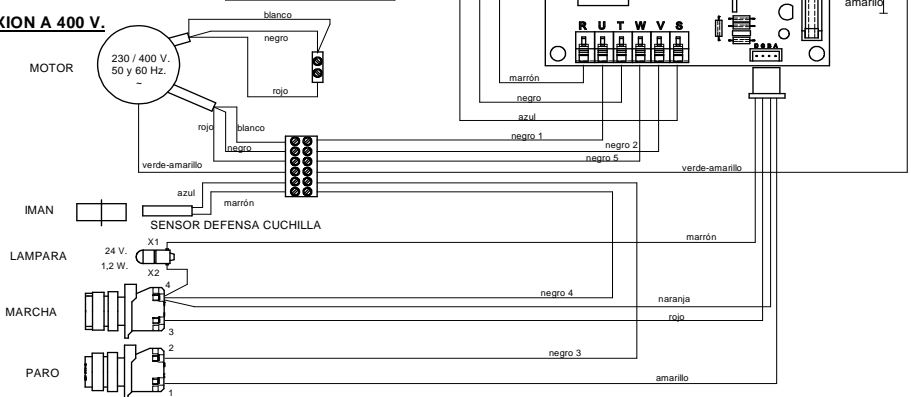 XION A 400 V.
blanco
negro
rojo
MOTOR
230 / 400 V.
50 y 60 Hz.
~
R U T W V S
marrón
negro
azul
amarillo
rojo
blanco
negro
negro 1
negro 2
negro 5
verde-amarillo
verde-amarillo
azul
marrón
IMAN
SENSOR DEFENSA CUCHILLA
LAMPARA
24 V.
1,2 W.
X1
X2
marrón
MARCHA
4
3
negro 4
naranja
rojo
PARO
2
1
negro 3
amarillo